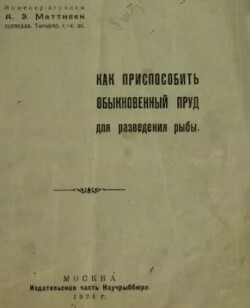 Инженер-агроном
А. Э. Маттисен
КАК ПРИСПОСОБИТЬ
ОБЫКНОВЕННЫЙ ПРУД
для разведения рыбы.
МОСКВА
Издательская часть Научрыббюро.
1924 г.